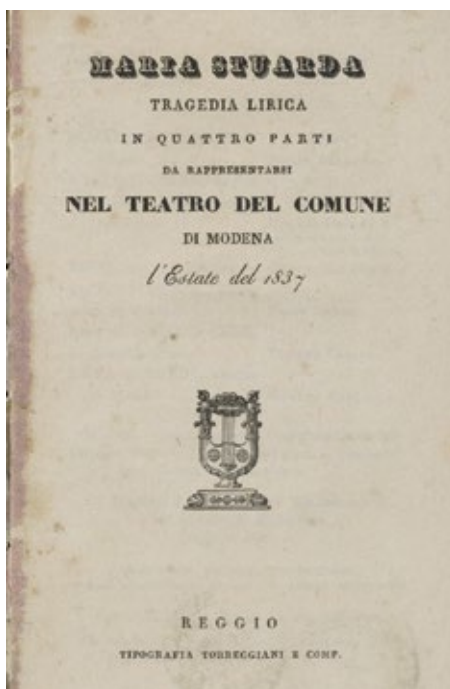 MARIA STUARDA
TRAGEDIA LIRICA
IN QUATTRO PARTI
DA RAPPRESENTARSI
NEL TEATRO DEL COMUNE
DI MODENA
l'Estate del 1837
REGGIO
TIPOGRAFIA TORREGGIANI E COMP.